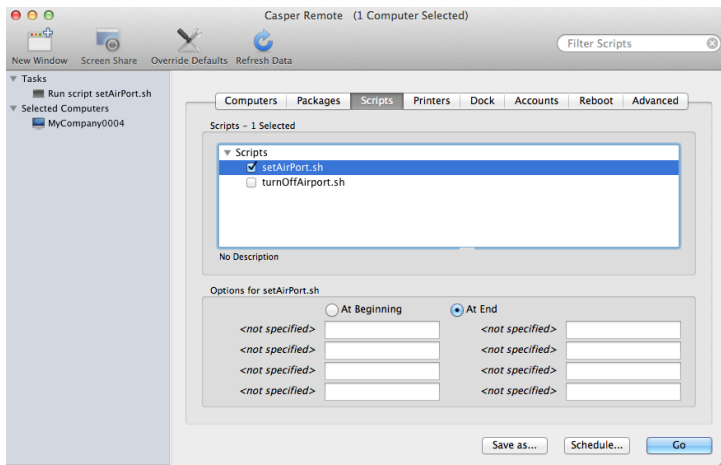 Casper Remote (1 Computer Selected)
New Window Screen Share Override Defaults Refresh Data
Filter Scripts
Tasks
Run script setAirPort.sh
Selected Computers
MyCompany0004
Computers Packages Scripts Printers Dock Accounts Reboot Advanced
Scripts – 1 Selected
Scripts
setAirPort.sh
turnOffAirport.sh
No Description
Options for setAirPort.sh
At Beginning At End
<not specified> <not specified>
<not specified> <not specified>
<not specified> <not specified>
<not specified> <not specified>
Save as... Schedule... Go